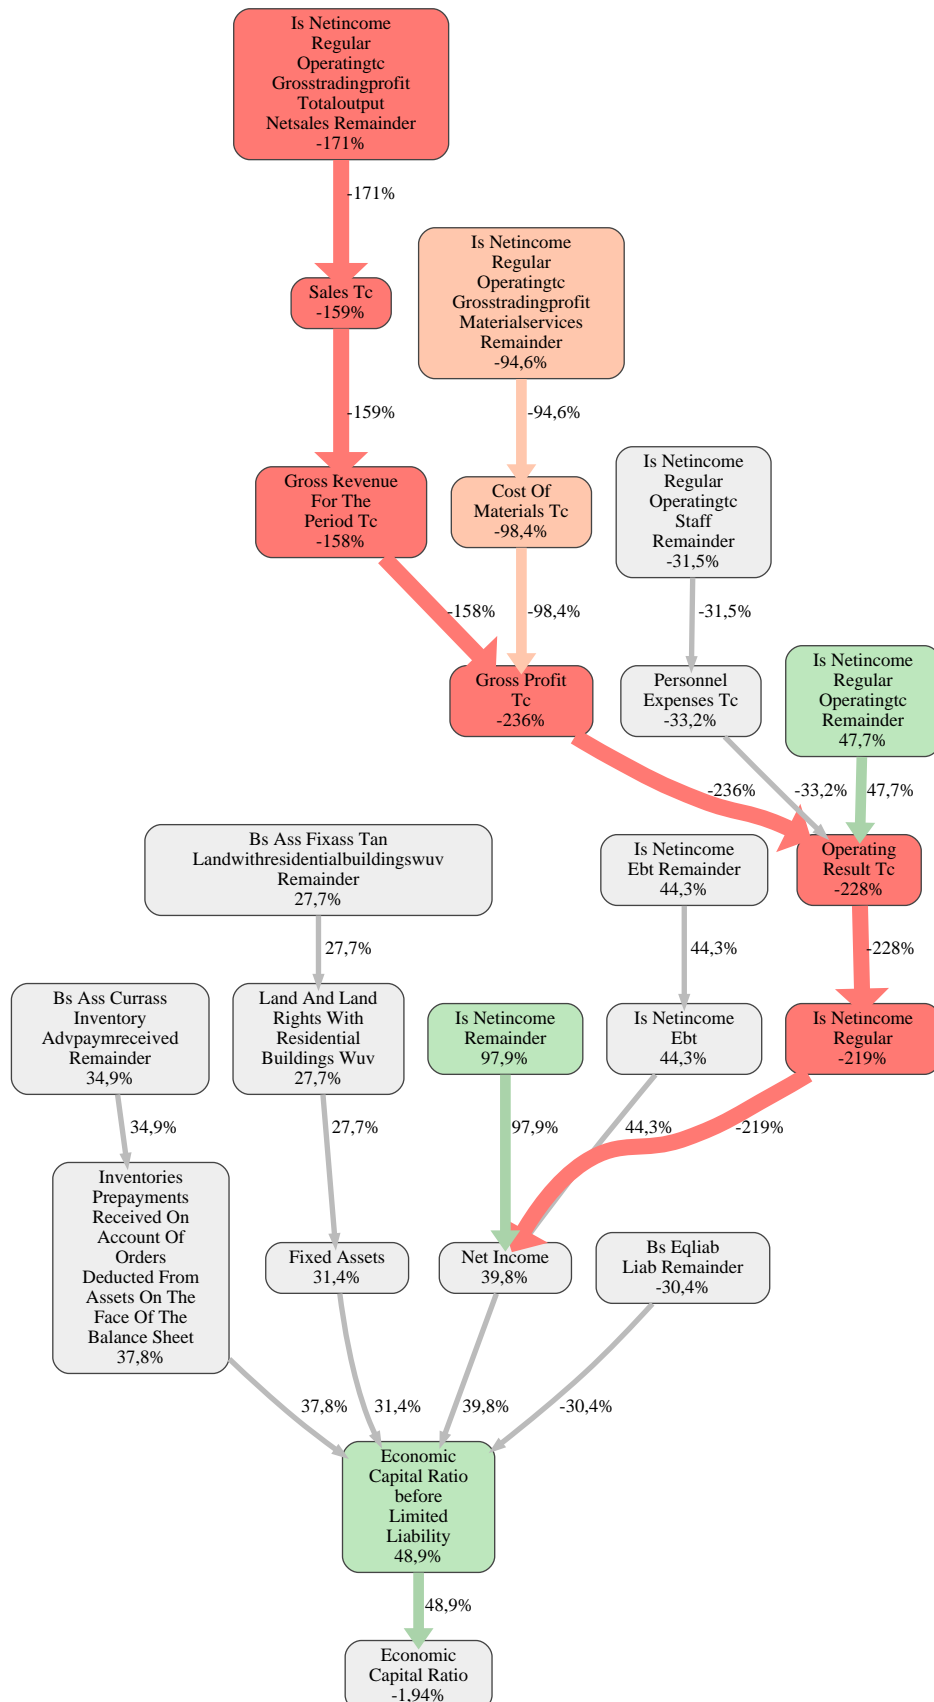 Is Netincome
Regular
Operatingtc
Grosstradingprofit
Totaloutput
Netsales Remainder
-171%
-171%
Sales Tc
-159%
Is Netincome
Regular
Operatingtc
Grosstradingprofit
Materialservices
Remainder
-94,6%
-159%
-94,6%
Gross Revenue
For The
Period Tc
-158%
Cost Of
Materials Tc
-98,4%
Is Netincome
Regular
Operatingtc
Staff
Remainder
-31,5%
-158%
-98,4%
-31,5%
Gross Profit
Tc
-236%
Personnel
Expenses Tc
-33,2%
Is Netincome
Regular
Operatingtc
Remainder
47,7%
-236%
-33,2%
47,7%
Bs Ass Fixass Tan
Landwithresidentialbuildingswuv
Remainder
27,7%
Is Netincome
Ebt Remainder
44,3%
Operating
Result Tc
-228%
27,7%
44,3%
-228%
Bs Ass Currass
Inventory
Advpaymreceived
Remainder
34,9%
Land And Land
Rights With
Residential
Buildings Wuv
27,7%
Is Netincome
Remainder
97,9%
Is Netincome
Ebt
44,3%
Is Netincome
Regular
-219%
34,9%
27,7%
97,9%
44,3%
-219%
Inventories
Prepayments
Received On
Account Of
Orders
Deducted From
Assets On The
Face Of The
Balance Sheet
37,8%
Fixed Assets
31,4%
Net Income
39,8%
Bs Eqliab
Liab Remainder
-30,4%
37,8%
31,4%
39,8%
-30,4%
Economic
Capital Ratio
before
Limited
Liability
48,9%
48,9%
Economic
Capital Ratio
-1,94%